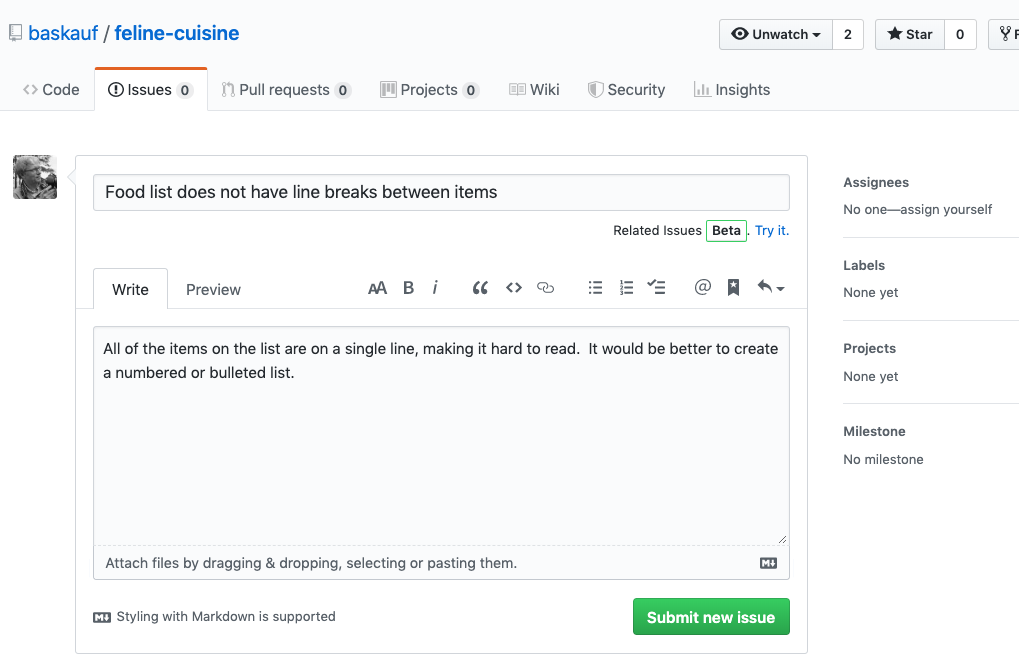 baskauf / feline-cuisine
Unwatch 2 Star 0 F
Code Issues 0 Pull requests 0 Projects 0 Wiki Security Insights
Food list does not have line breaks between items
Related Issues Beta. Try it.
Write Preview AA B i “ <> @
All of the items on the list are on a single line, making it hard to read.  It would be better to create
a numbered or bulleted list.
Attach files by dragging & dropping, selecting or pasting them.
Styling with Markdown is supported
Submit new issue
Assignees
No one—assign yourself
Labels
None yet
Projects
None yet
Milestone
No milestone